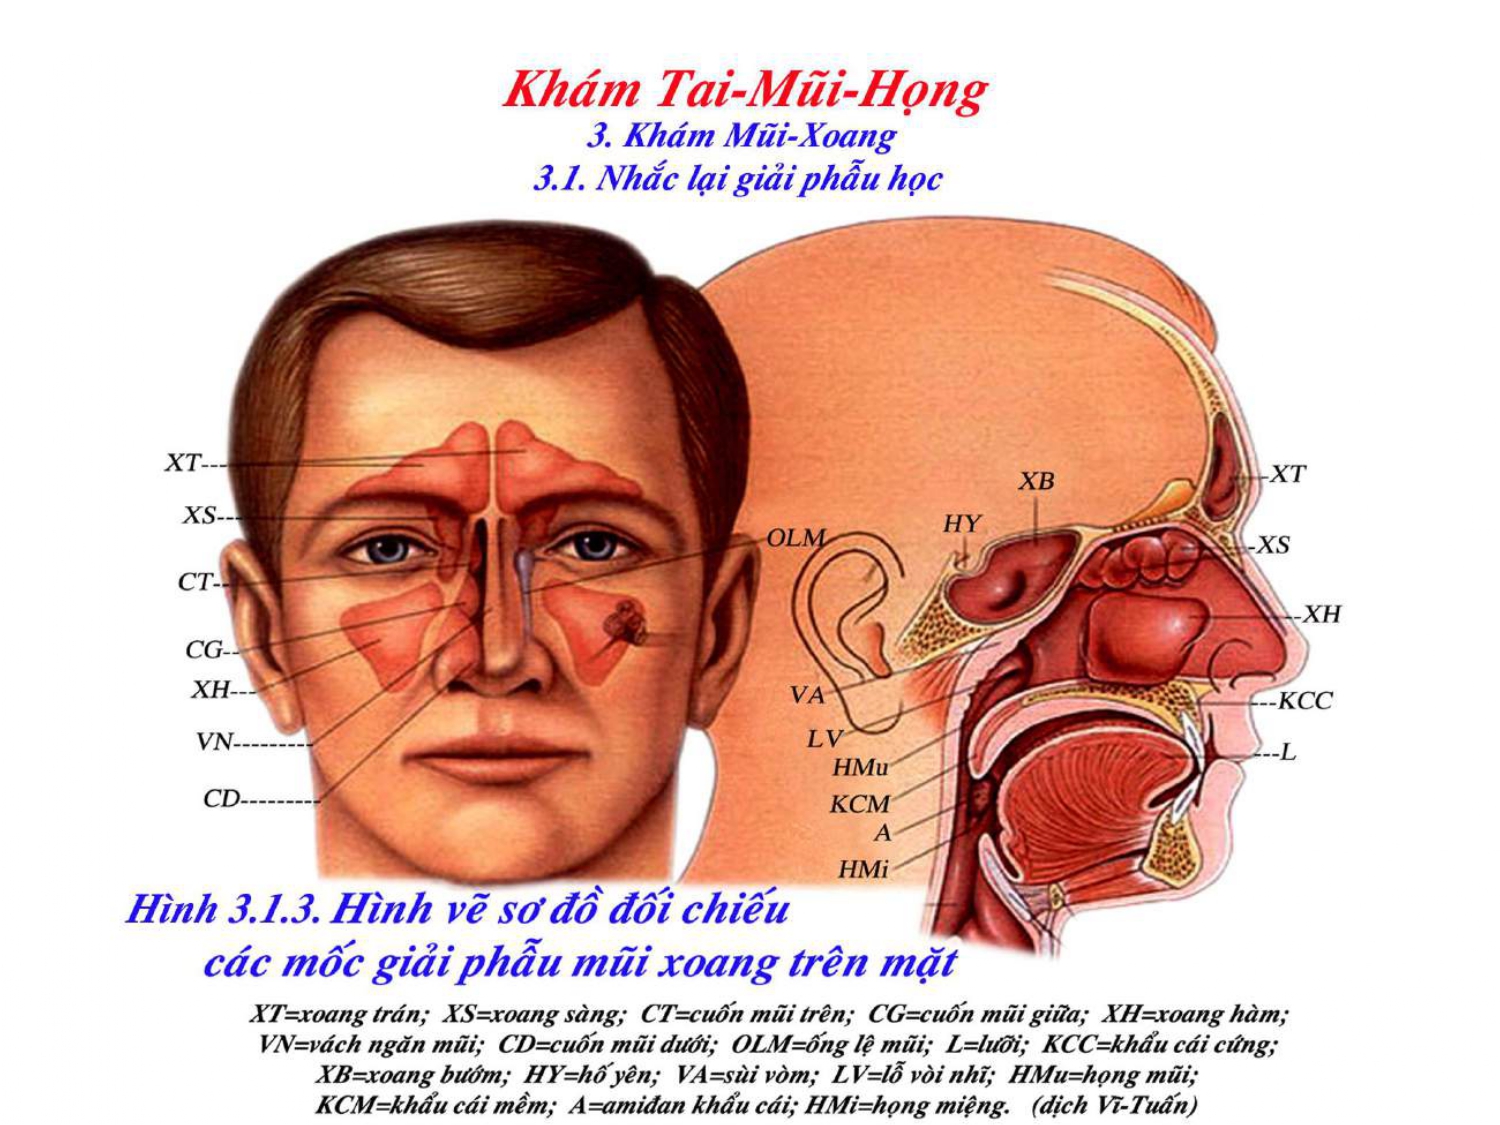 Khám Tai-Mũi-Họng
3. Khám Mũi-Xoang
3.1. Nhắc lại giải phẫu học
XT---
XS---
CT--
CG--
XH---
VN---------
CD---------
OLM
HY
XB
XT
-XS
--XH
---KCC
---L
VA
LV
HMu
KCM
A
HMi
Hình 3.1.3. Hình vẽ sơ đồ đối chiếu
các mốc giải phẫu mũi xoang trên mặt
XT=xoang trán; XS=xoang sàng; CT=cuốn mũi trên; CG=cuốn mũi giữa; XH=xoang hàm;
VN=vách ngăn mũi; CD=cuốn mũi dưới; OLM=ống lệ mũi; L=lưỡi; KCC=khẩu cái cứng;
XB=xoang bướm; HY=hố yên; VA=sùi vòm; LV=lỗ vòi nhĩ; HMu=họng mũi;
KCM=khẩu cái mềm; A=amiđan khẩu cái; HMi=họng miệng. (dịch Vĩ-Tuấn)